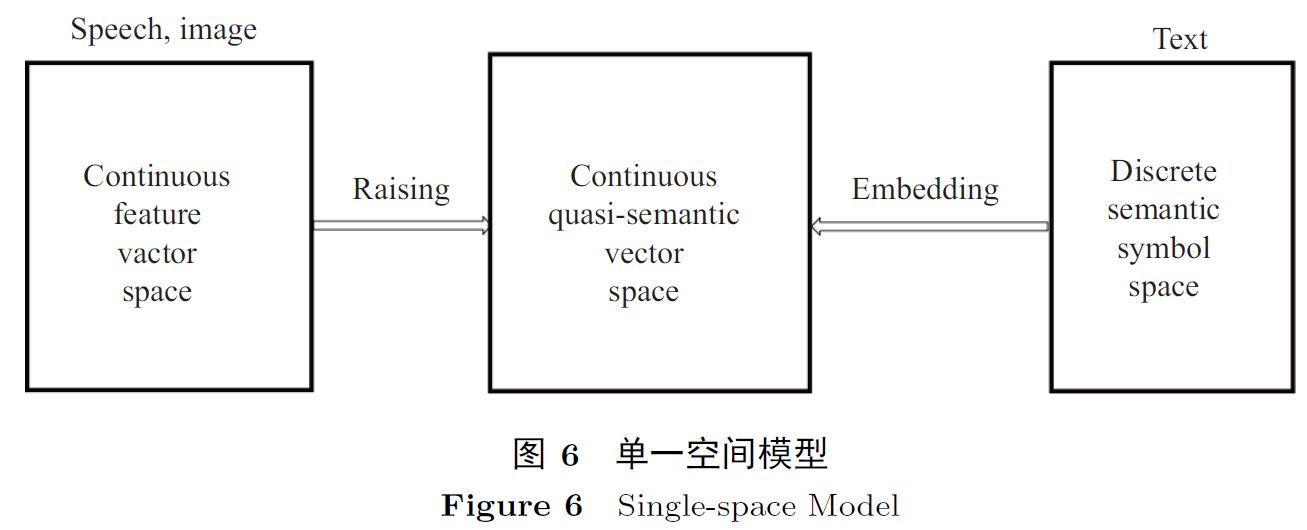 Speech, image
Text
Continuous
feature
vactor
space
Raising
Continuous
quasi-semantic
vector
space
Embedding
Discrete
semantic
symbol
space
图 6 单一空间模型
Figure 6 Single-space Model